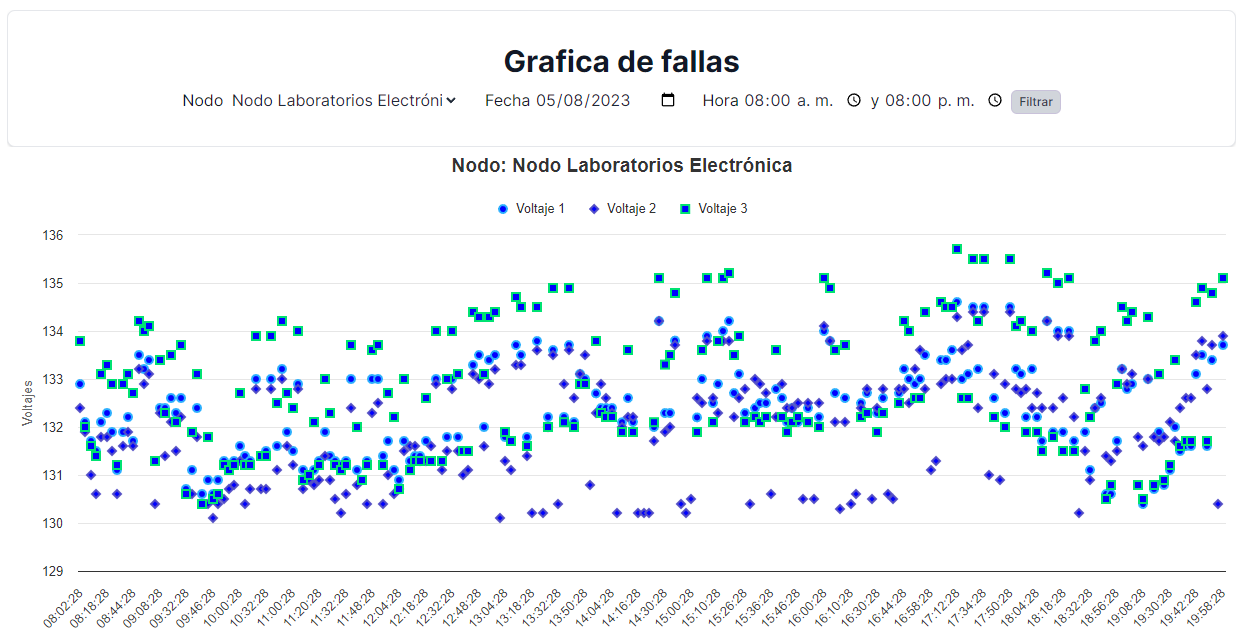 Grafica de fallas
Nodo Nodo Laboratorios Electróni Fecha 05/08/2023 Hora 08:00 a. m. y 08:00 p. m. Filtrar
Nodo: Nodo Laboratorios Electrónica
Voltaje 1 Voltaje 2 Voltaje 3
136
135
134
133
132
131
130
129
Voltajes
08:02:28 08:18:28 08:44:28 09:08:28 09:32:28 09:46:28 10:00:28 10:32:28 11:00:28 11:20:28 11:32:28 11:48:28 12:04:28 12:18:28 12:32:28 12:48:28 13:04:28 13:18:28 13:32:28 13:50:28 14:04:28 14:16:28 14:30:28 15:00:28 15:10:28 15:26:28 15:36:28 15:46:28 16:00:28 16:10:28 16:30:28 16:44:28 16:58:28 17:12:28 17:34:28 17:50:28 18:04:28 18:18:28 18:32:28 18:56:28 19:08:28 19:30:28 19:42:28 19:58:28